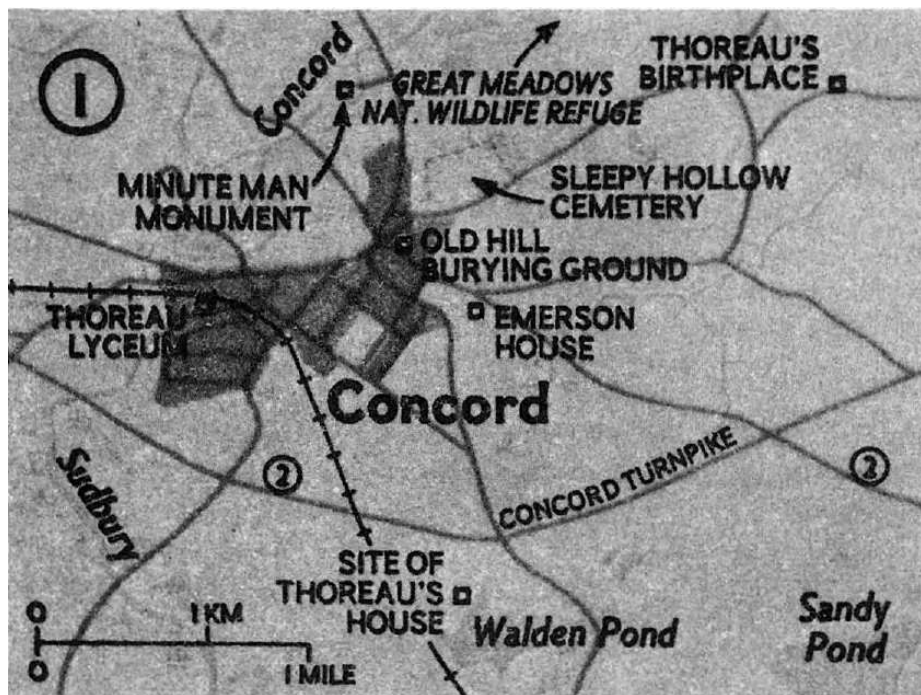 1
Concord
GREAT MEADOWS
NAT. WILDLIFE REFUGE
THOREAU'S
BIRTHPLACE
MINUTE MAN
MONUMENT
SLEEPY HOLLOW
CEMETERY
OLD HILL
BURYING GROUND
THOREAU
LYCEUM
EMERSON
HOUSE
Concord
Sudbury
2
CONCORD TURNPIKE
2
SITE OF
THOREAU'S
HOUSE
Walden Pond
Sandy
Pond
0
1 KM
0
1 MILE